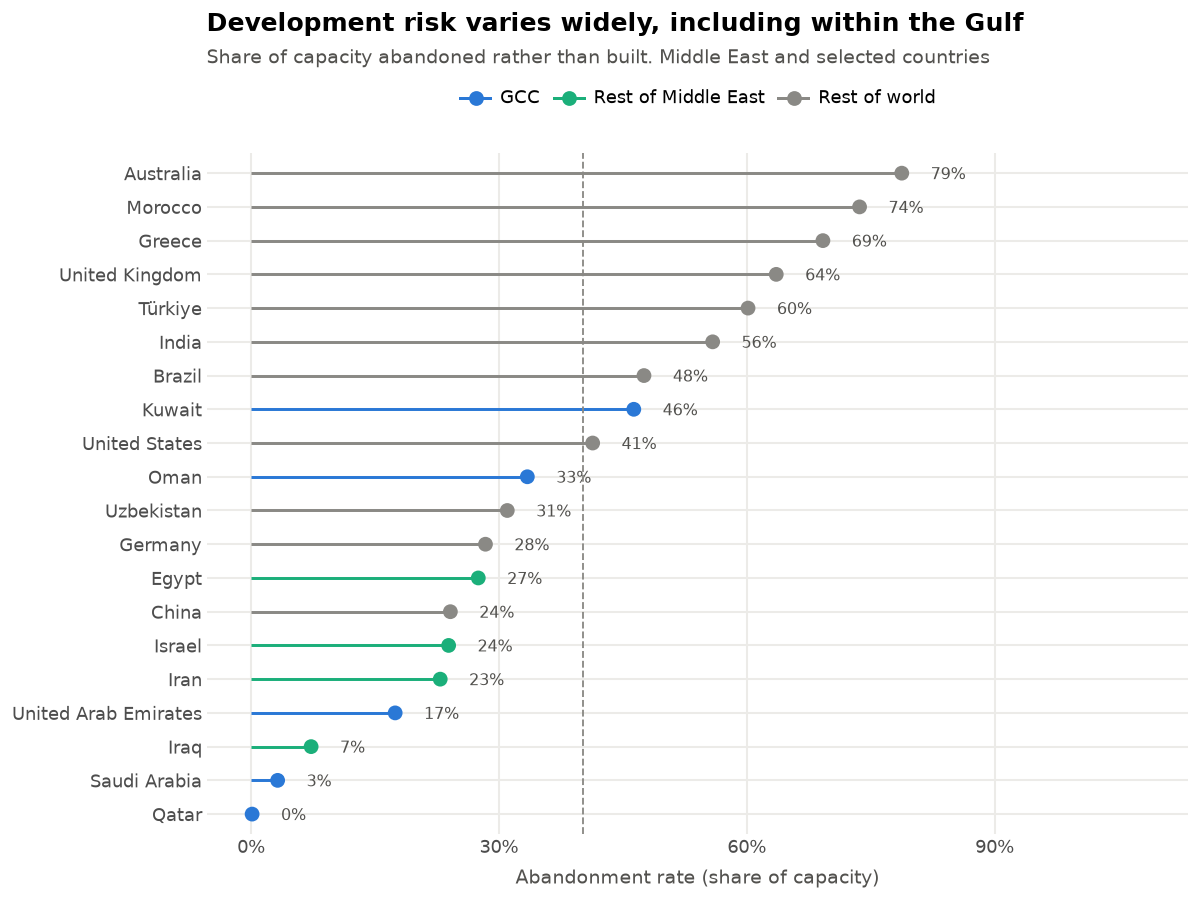 Development risk varies widely, including within the Gulf
Share of capacity abandoned rather than built. Middle East and selected countries
GCC Rest of Middle East Rest of world
Australia 79%
Morocco 74%
Greece 69%
United Kingdom 64%
Türkiye 60%
India 56%
Brazil 48%
Kuwait 46%
United States 41%
Oman 33%
Uzbekistan 31%
Germany 28%
Egypt 27%
China 24%
Israel 24%
Iran 23%
United Arab Emirates 17%
Iraq 7%
Saudi Arabia 3%
Qatar 0%
0% 30% 60% 90%
Abandonment rate (share of capacity)